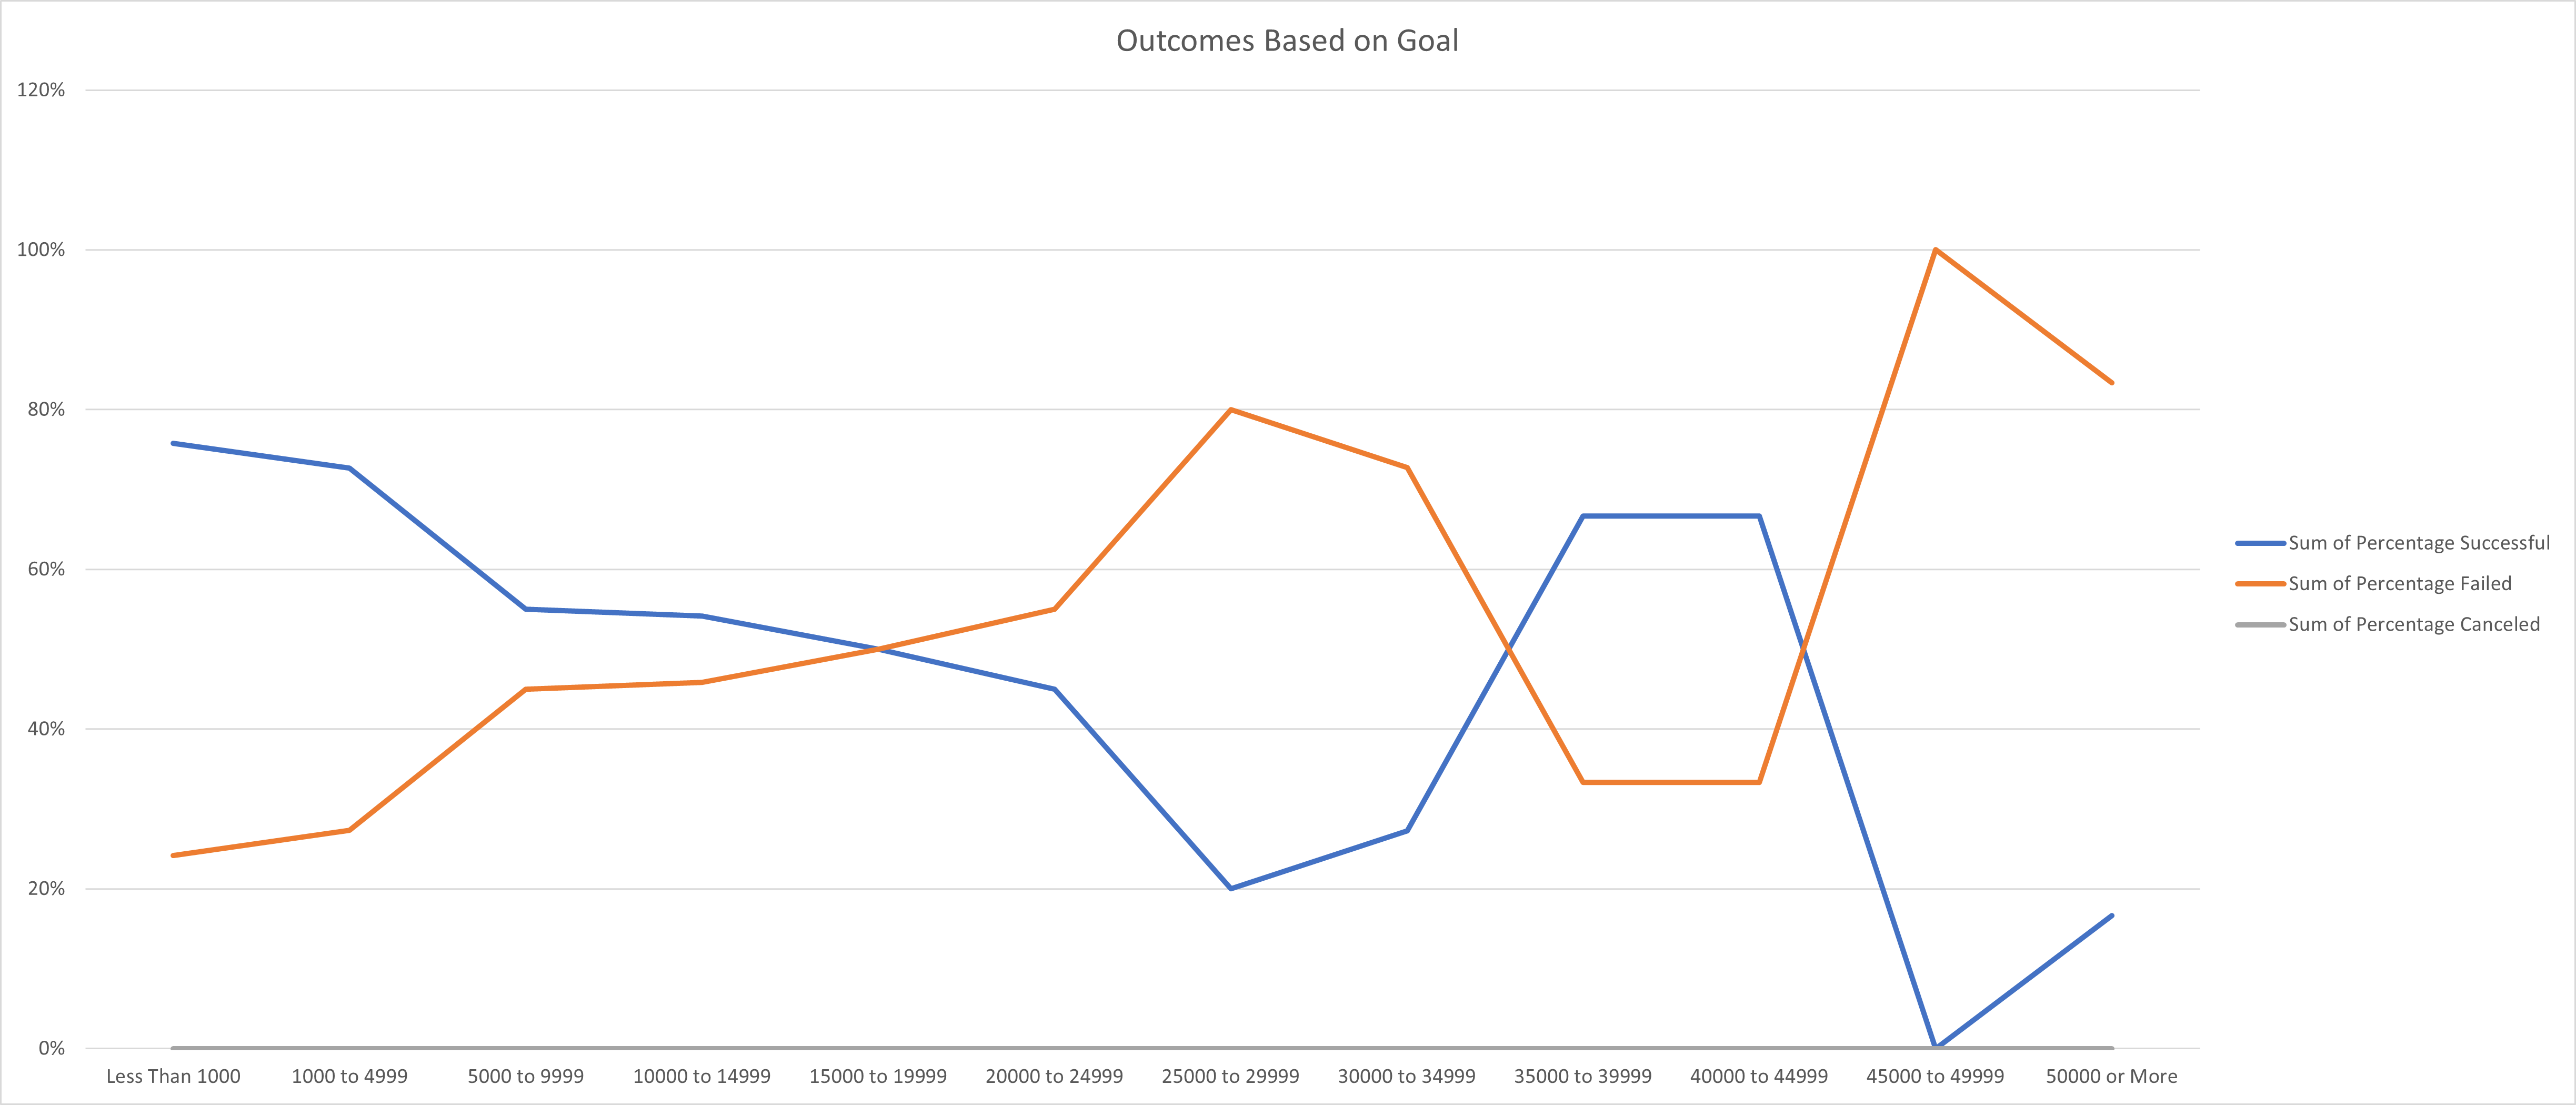 Outcomes Based on Goal
120%
100%
80%
60%
40%
20%
0%
Less Than 1000
1000 to 4999
5000 to 9999
10000 to 14999
15000 to 19999
20000 to 24999
25000 to 29999
30000 to 34999
35000 to 39999
40000 to 44999
45000 to 49999
50000 or More
Sum of Percentage Successful
Sum of Percentage Failed
Sum of Percentage Canceled